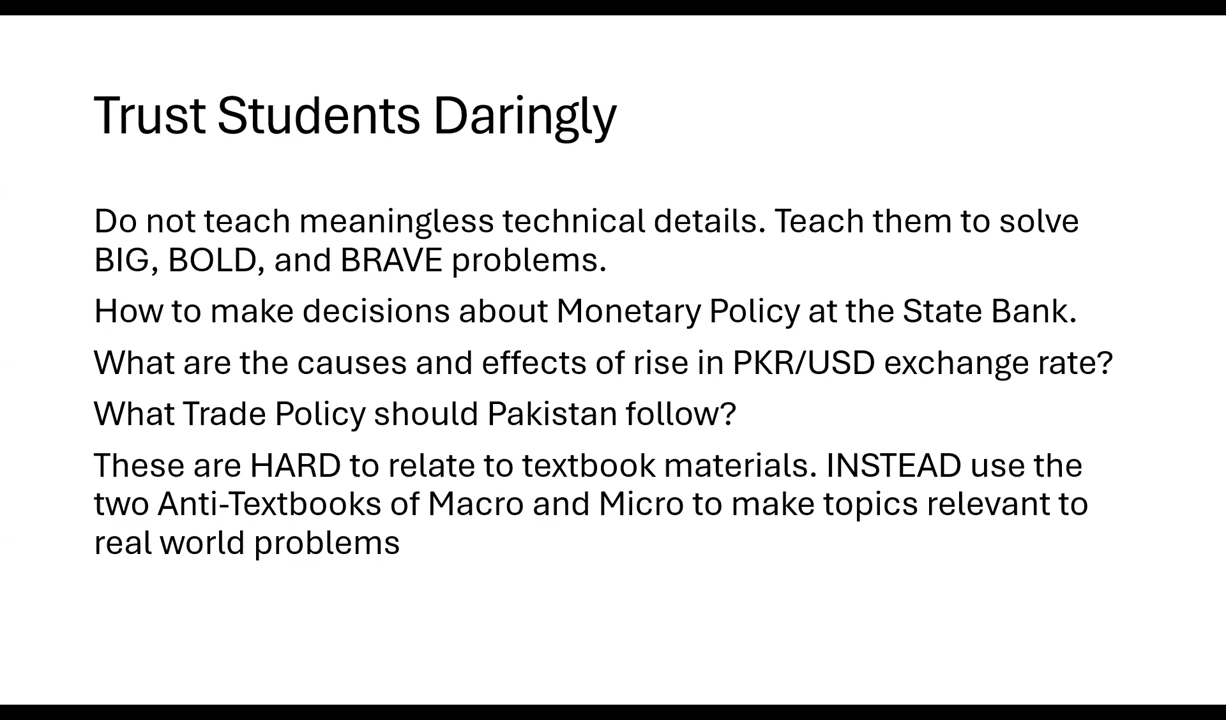 Trust Students Daringly
Do not teach meaningless technical details. Teach them to solve
BIG, BOLD, and BRAVE problems.
How to make decisions about Monetary Policy at the State Bank.
What are the causes and effects of rise in PKR/USD exchange rate?
What Trade Policy should Pakistan follow?
These are HARD to relate to textbook materials. INSTEAD use the
two Anti-Textbooks of Macro and Micro to make topics relevant to
real world problems